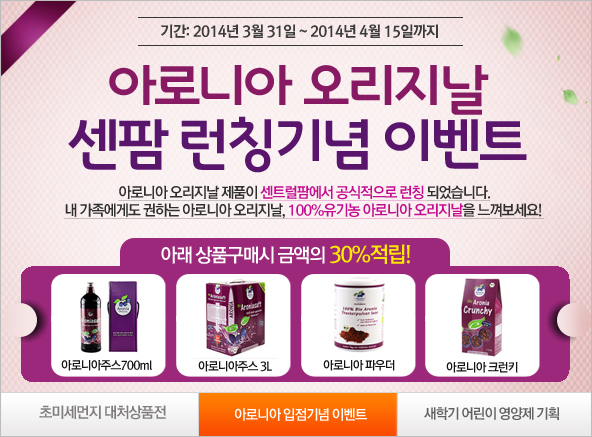 기간: 2014년 3월 31일 ~ 2014년 4월 15일까지
아로니아 오리지날
센팜 런칭기념 이벤트
아로니아 오리지날 제품이 센트럴팜에서 공식적으로 런칭 되었습니다.
내 가족에게도 권하는 아로니아 오리지날, 100%유기농 아로니아 오리지날을 느껴보세요!
아래 상품구매시 금액의 30%적립!
Aroniasaft
100% Bio Aronia
Aronia
Crunchy
아로니아주스700ml
아로니아주스 3L
아로니아 파우더
아로니아 크런키
초미세먼지 대처상품전
아로니아 입점기념 이벤트
새학기 어린이 영양제 기획